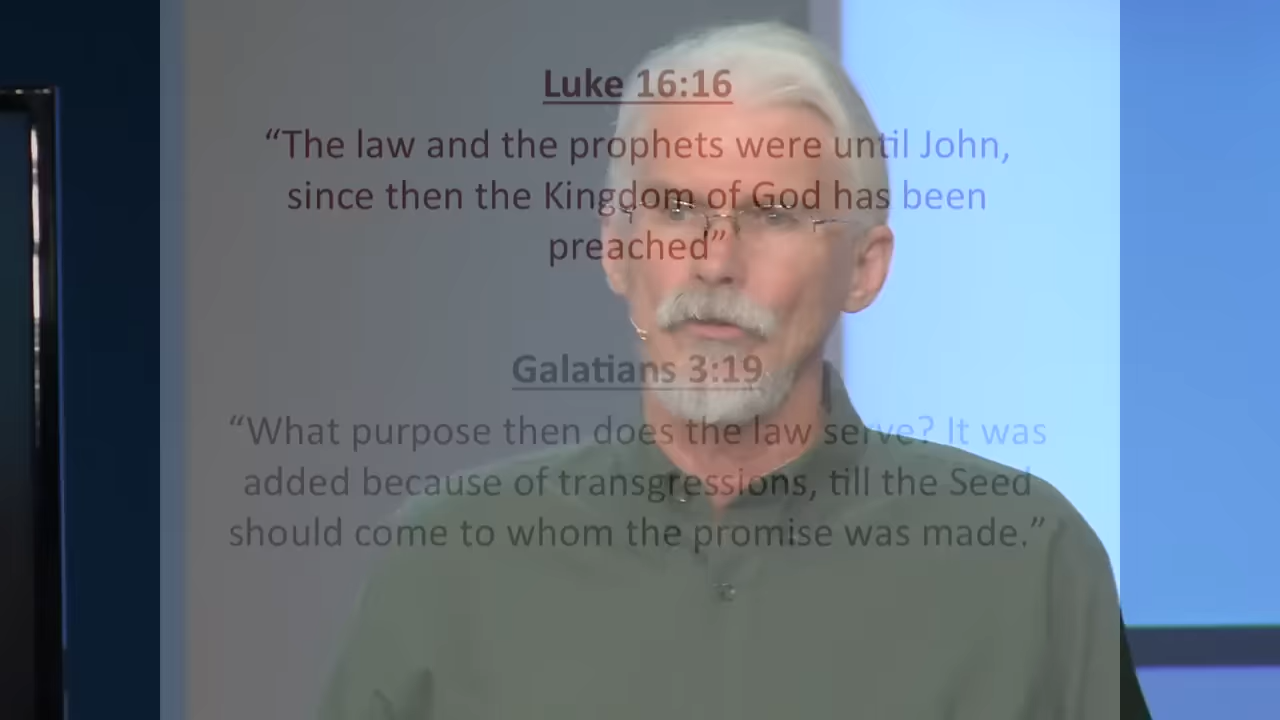 Luke 16:16
“The law and the prophets were until John,
since then the Kingdom of God has been
preached”
Galatians 3:19
“What purpose then does the law serve? It was
added because of transgressions, till the Seed
should come to whom the promise was made.”